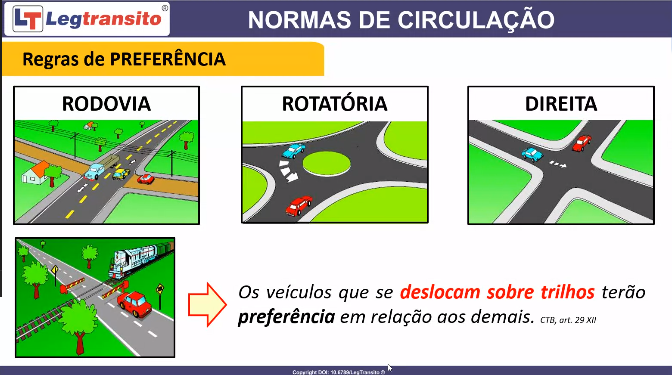 LT Legtransito®
NORMAS DE CIRCULAÇÃO
Regras de PREFERÊNCIA
RODOVIA
ROTATÓRIA
DIREITA
Os veículos que se deslocam sobre trilhos terão
preferência em relação aos demais. CTB, art. 29 XII
Copyright DOI: 10.6789/LegTransito ©